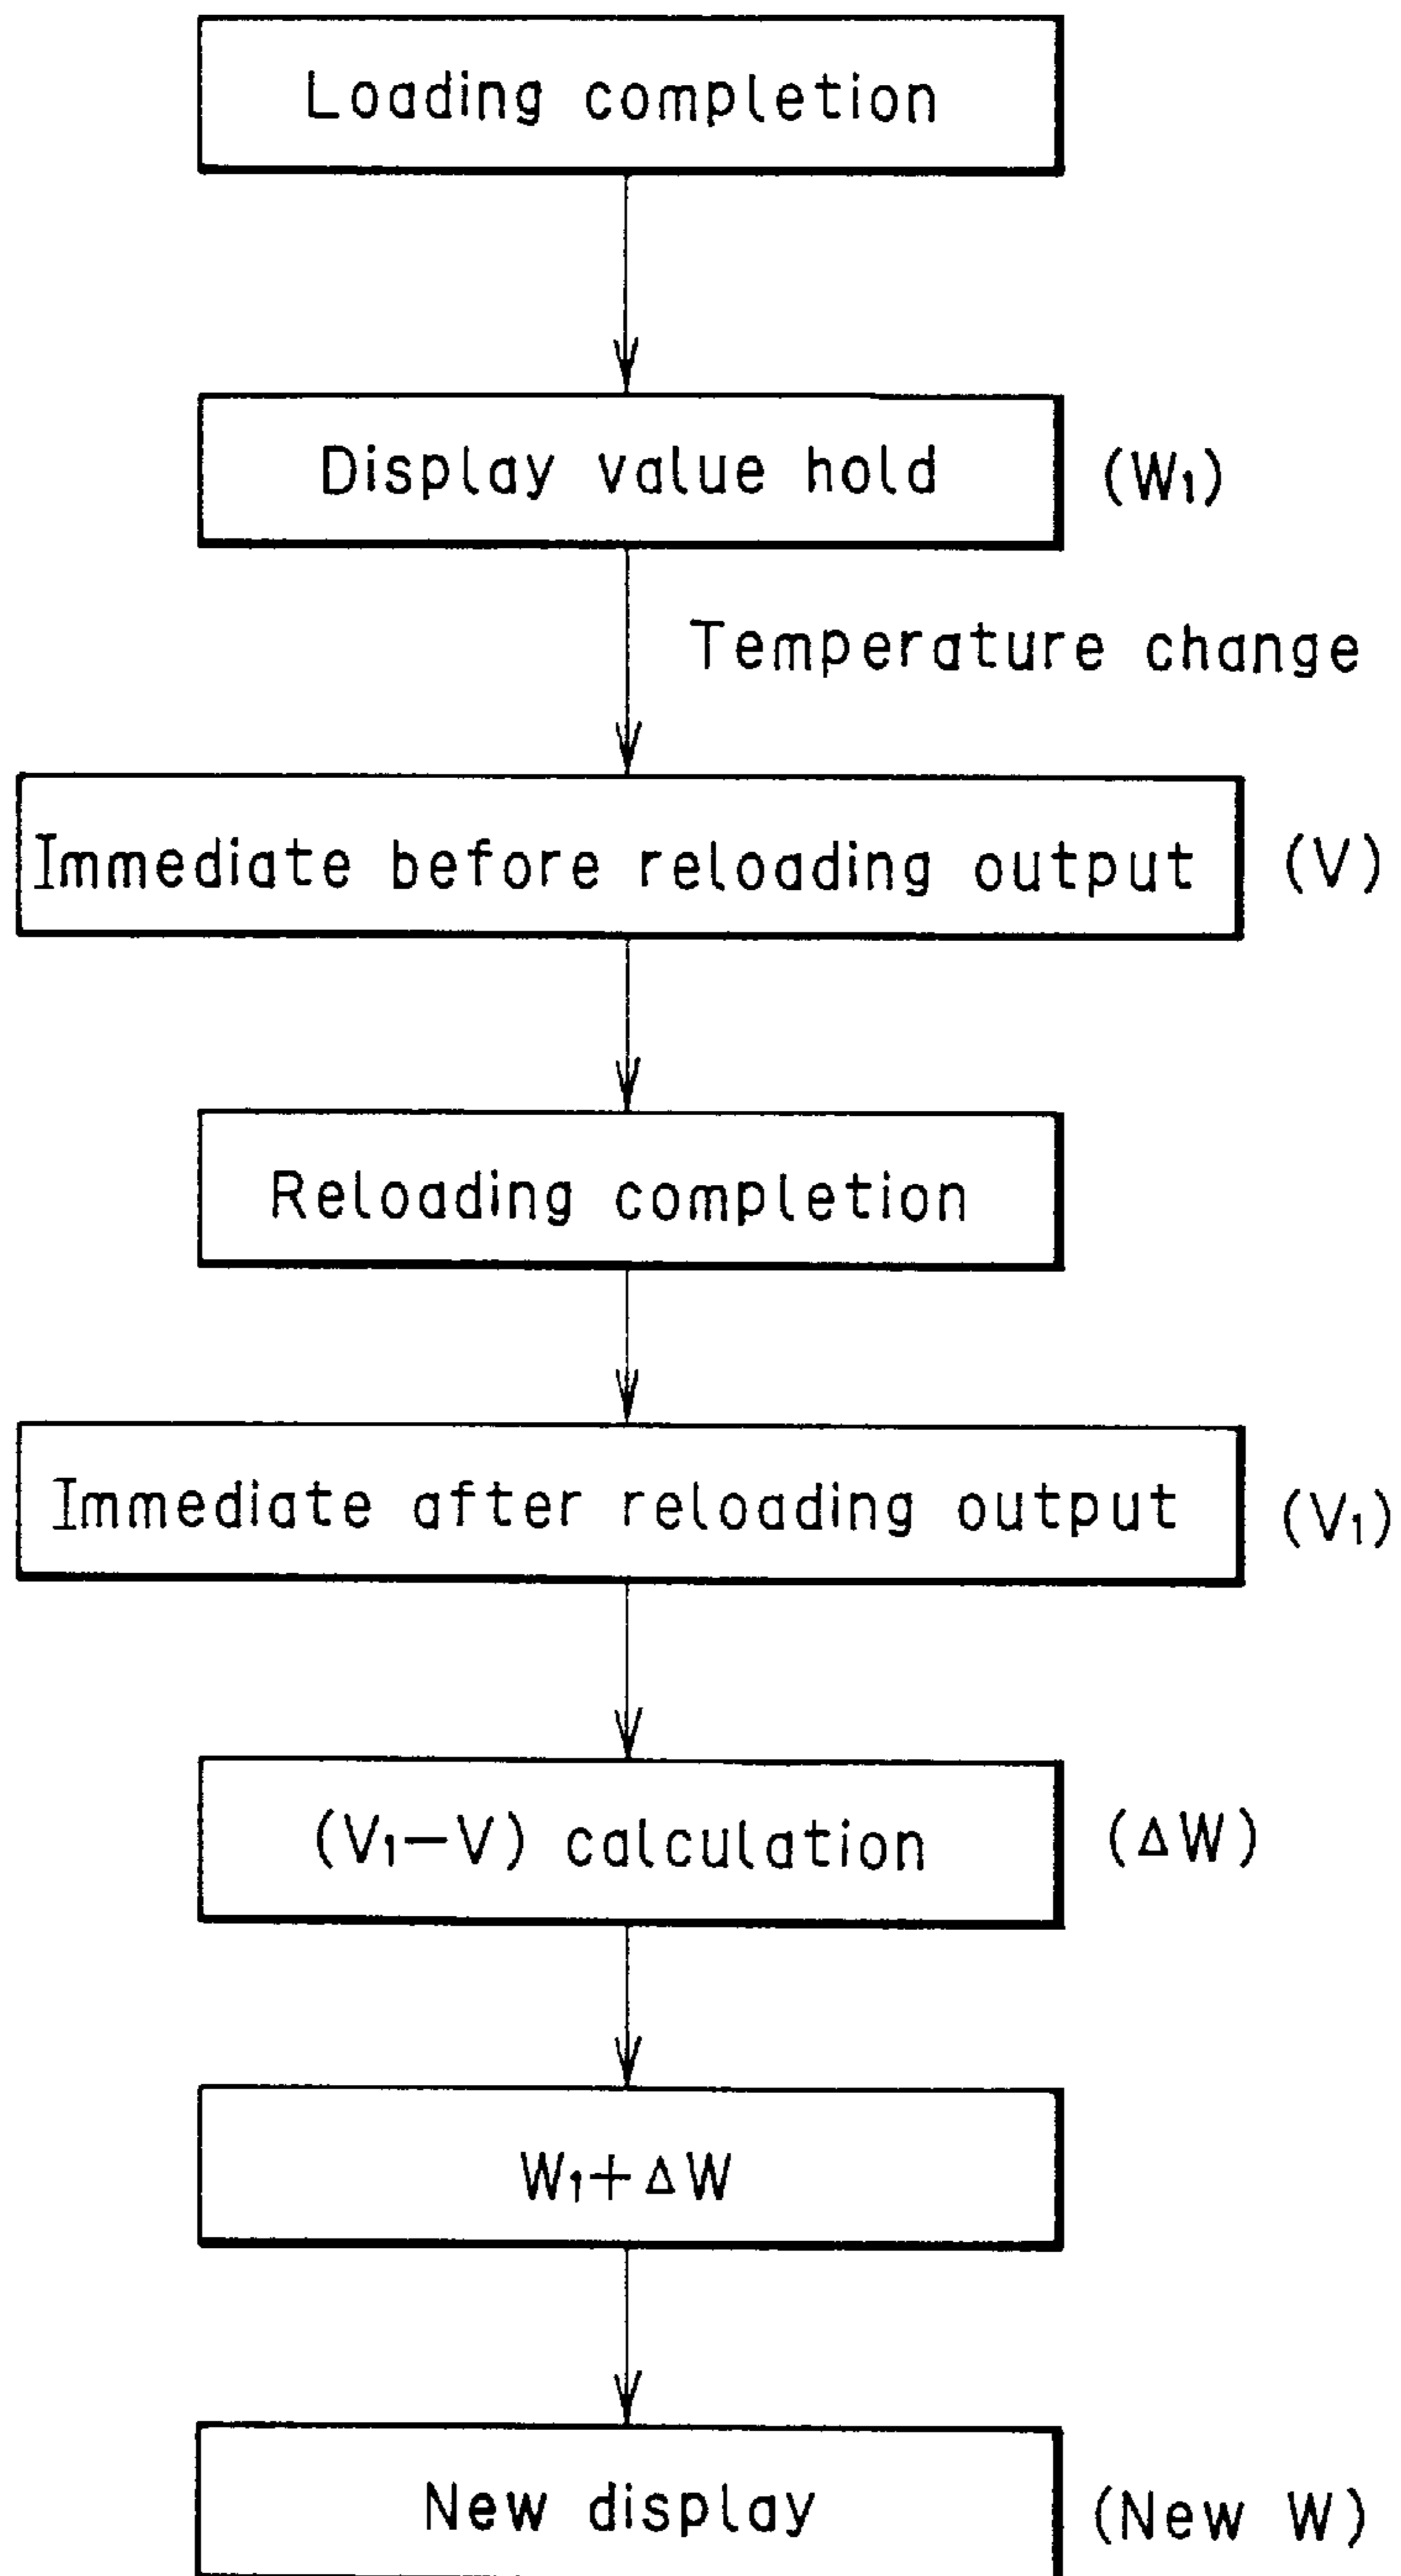 Loading completion
Display value hold (W₁)
Temperature change
Immediate before reloading output (V)
Reloading completion
Immediate after reloading output (V₁)
(V₁−V) calculation (ΔW)
W₁+ΔW
New display (New W)